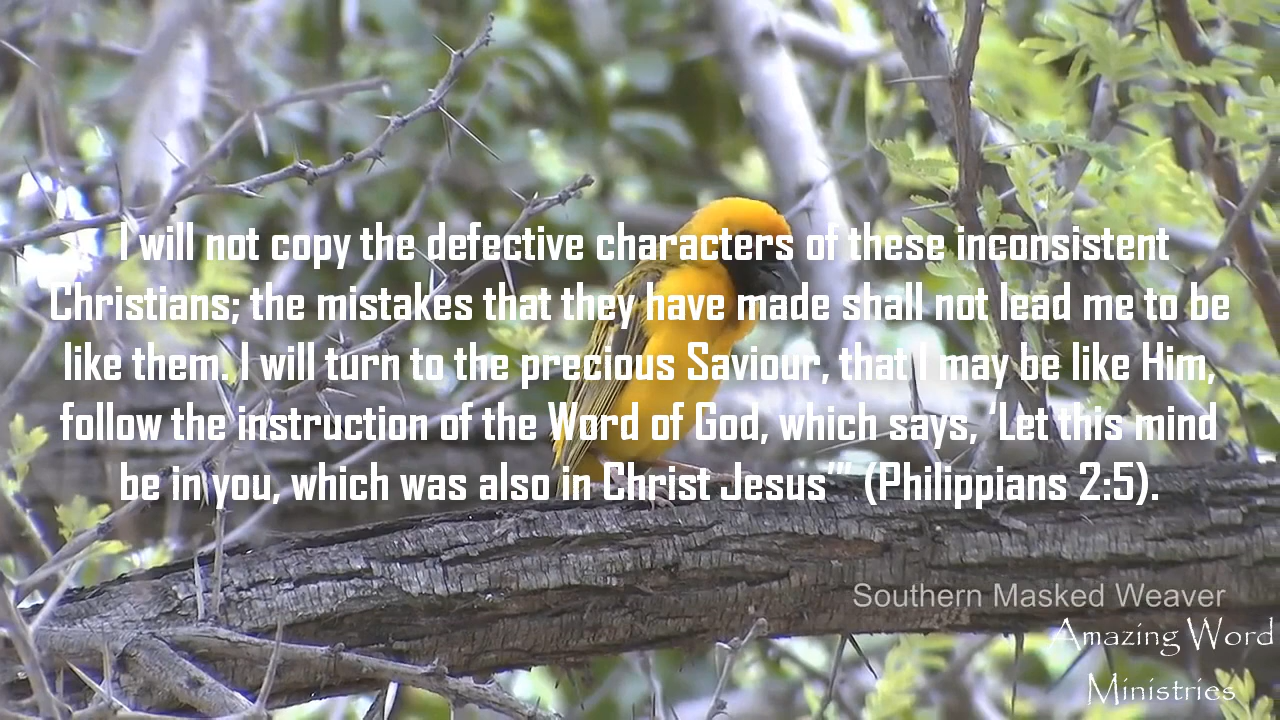 I will not copy the defective characters of these inconsistent
Christians; the mistakes that they have made shall not lead me to be
like them. I will turn to the precious Saviour, that I may be like Him,
follow the instruction of the Word of God, which says, ‘Let this mind
be in you, which was also in Christ Jesus’” (Philippians 2:5).
Southern Masked Weaver
Amazing Word
Ministries